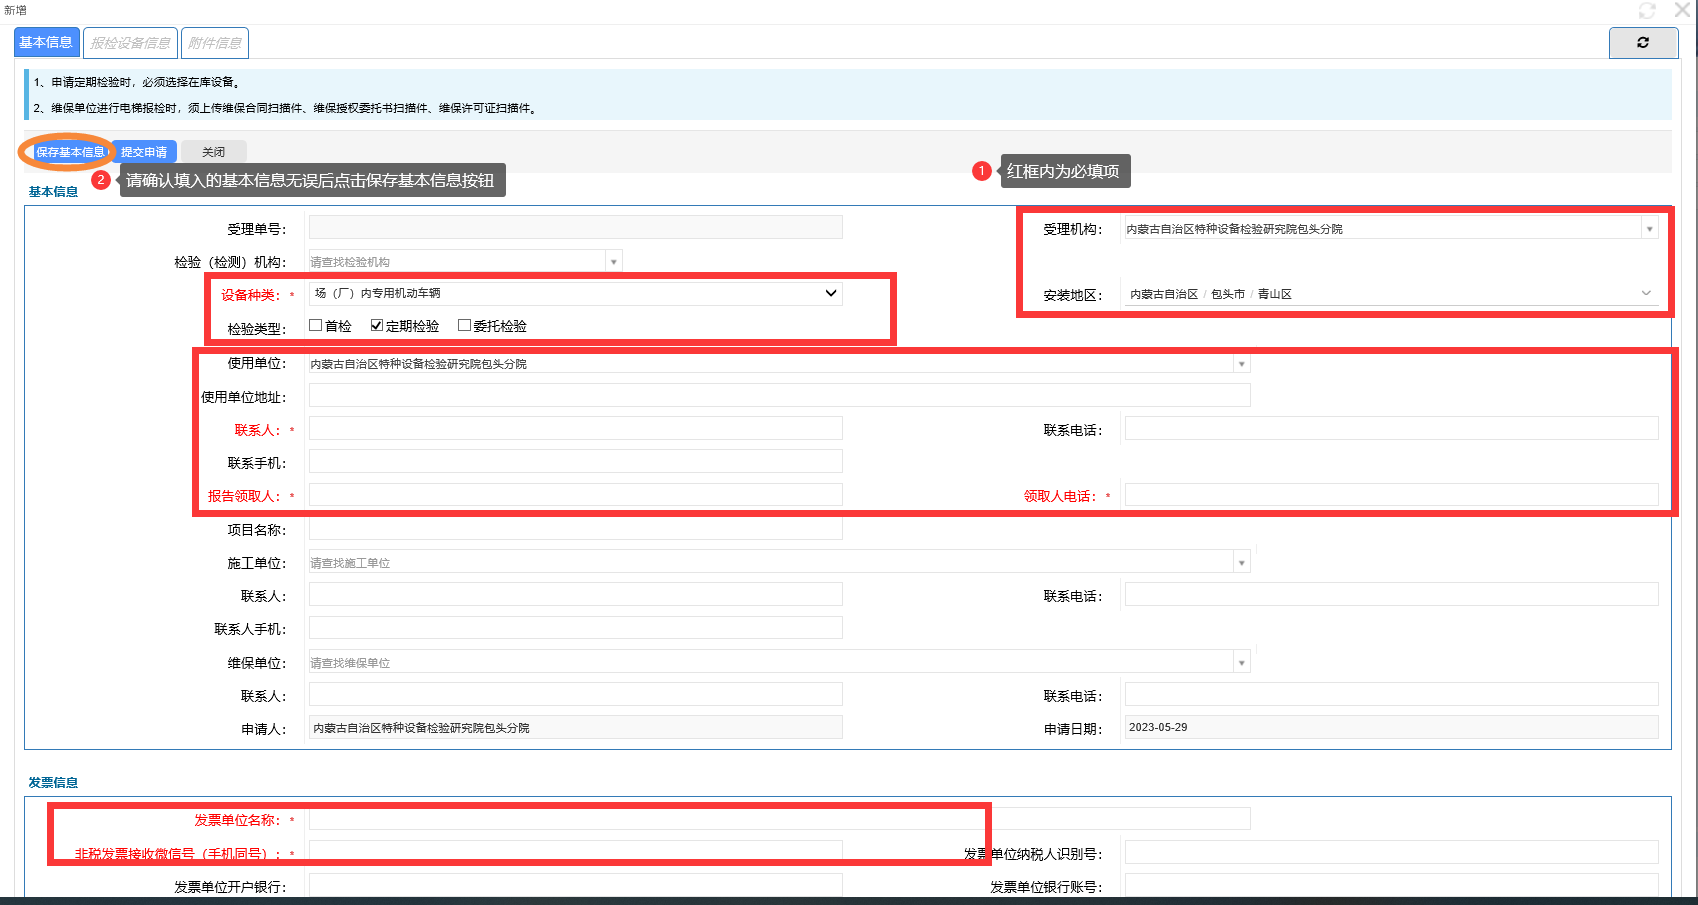 新增
基本信息 报检设备信息 附件信息
1、申请定期检验时，必须选择在库设备。
2、维保单位进行电梯报检时，须上传维保合同扫描件、维保授权委托书扫描件、维保许可证扫描件。
保存基本信息 提交申请 关闭
2 请确认填入的基本信息无误后点击保存基本信息按钮 1 红框内为必填项
基本信息
受理单号： 受理机构： 内蒙古自治区特种设备检验研究院包头分院
检验（检测）机构： 请查找检验机构
设备种类： * 场（厂）内专用机动车辆 安装地区： 内蒙古自治区 / 包头市 / 青山区
检验类型： 首检 定期检验 委托检验
使用单位： 内蒙古自治区特种设备检验研究院包头分院
使用单位地址：
联系人： * 联系电话：
联系手机：
报告领取人： * 领取人电话： *
项目名称：
施工单位： 请查找施工单位
联系人： 联系电话：
联系人手机：
维保单位： 请查找维保单位
联系人： 联系电话：
申请人： 内蒙古自治区特种设备检验研究院包头分院 申请日期： 2023-05-29
发票信息
发票单位名称： *
非税发票接收微信号（手机同号）： * 发票单位纳税人识别号：
发票单位开户银行： 发票单位银行账号：